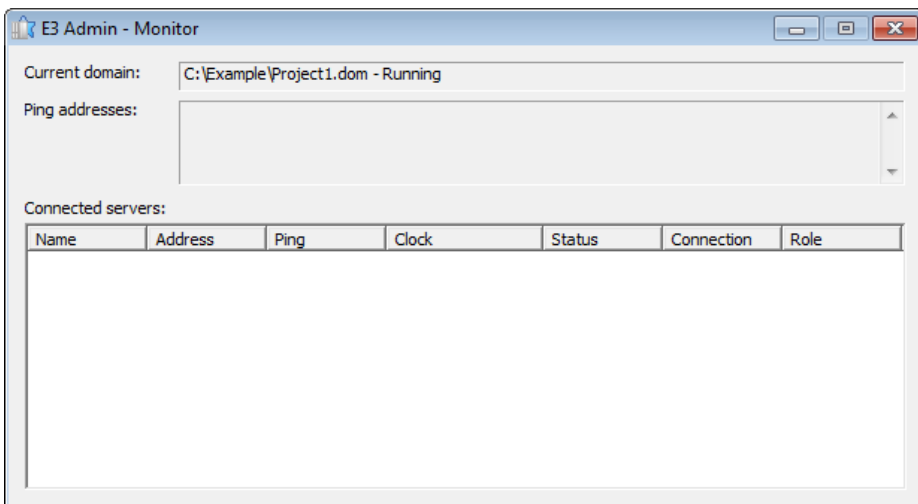 E3 Admin - Monitor
Current domain: C:\Example\Project1.dom - Running
Ping addresses:
Connected servers:
Name Address Ping Clock Status Connection Role